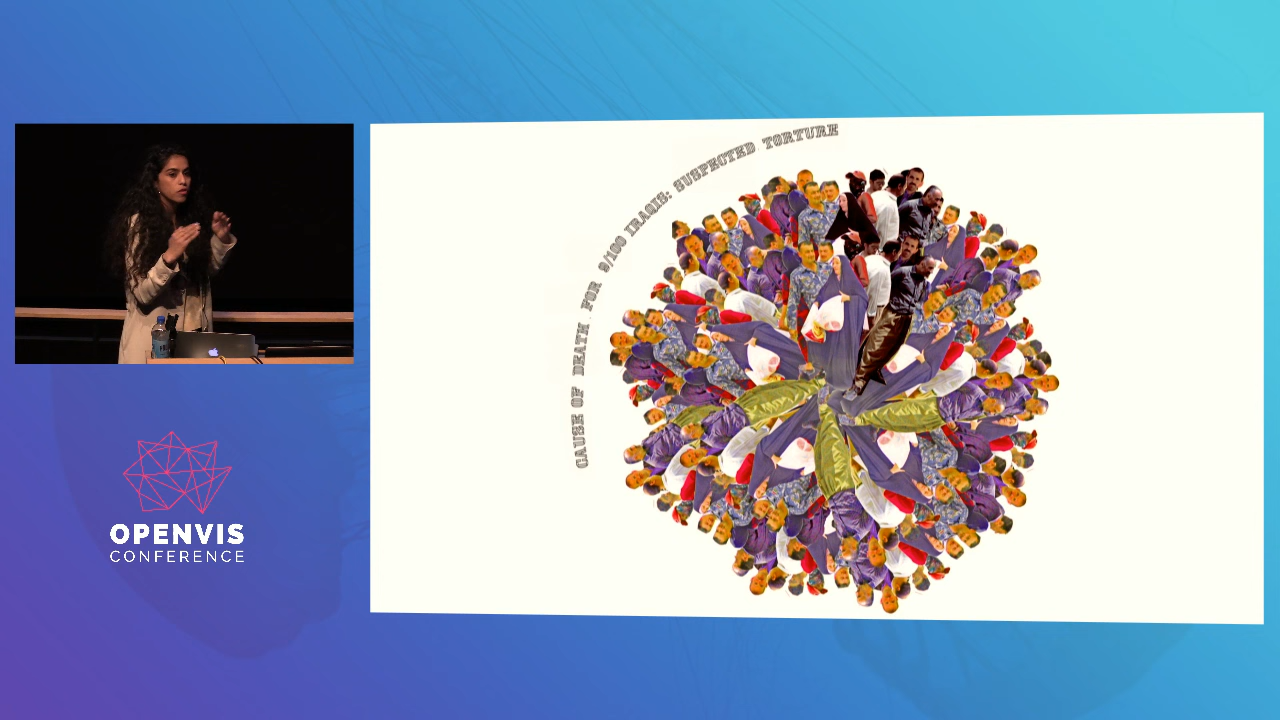 CAUSE OF DEATH FOR 9/100 IRAQIS: SUSPECTED TORTURE
OPENVIS
CONFERENCE